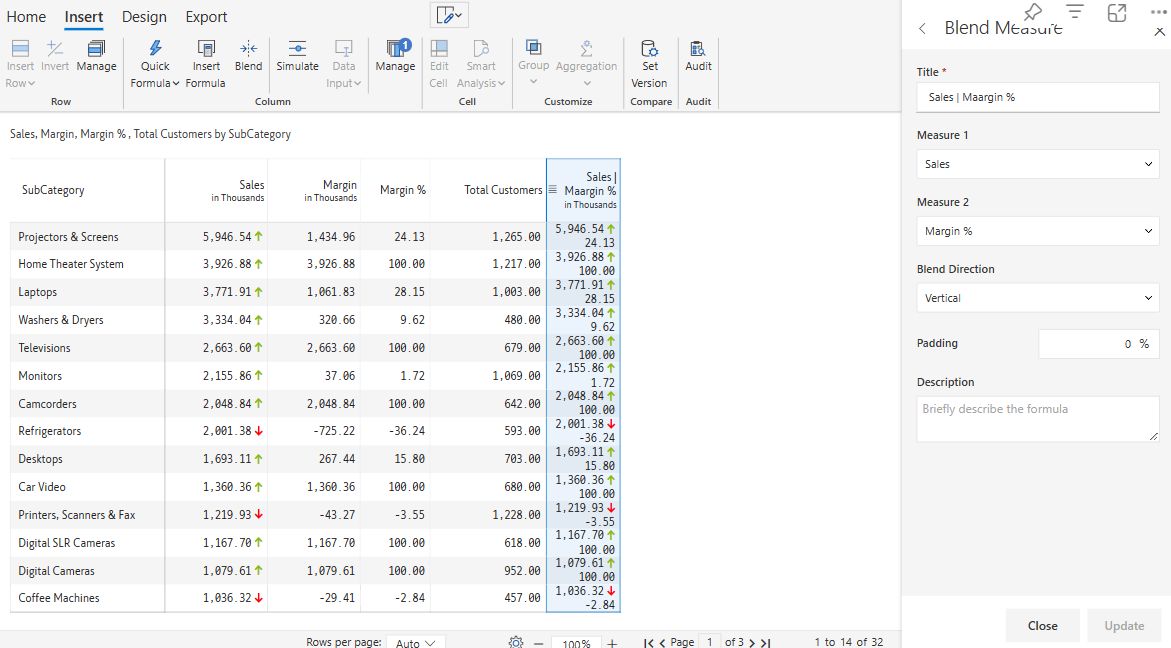 Home Insert Design Export
Insert Row Invert Manage Quick Formula Insert Formula Blend Simulate Data Input Manage 1 Edit Cell Smart Analysis Group Aggregation Set Version Audit
Row Column Cell Customize Compare Audit
Sales, Margin, Margin % , Total Customers by SubCategory
SubCategory Sales in Thousands Margin in Thousands Margin % Total Customers Sales | Maargin % in Thousands
Projectors & Screens 5,946.54 1,434.96 24.13 1,265.00 5,946.54 24.13
Home Theater System 3,926.88 3,926.88 100.00 1,217.00 3,926.88 100.00
Laptops 3,771.91 1,061.83 28.15 1,003.00 3,771.91 28.15
Washers & Dryers 3,334.04 320.66 9.62 480.00 3,334.04 9.62
Televisions 2,663.60 2,663.60 100.00 679.00 2,663.60 100.00
Monitors 2,155.86 37.06 1.72 1,069.00 2,155.86 1.72
Camcorders 2,048.84 2,048.84 100.00 642.00 2,048.84 100.00
Refrigerators 2,001.38 -725.22 -36.24 593.00 2,001.38 -36.24
Desktops 1,693.11 267.44 15.80 703.00 1,693.11 15.80
Car Video 1,360.36 1,360.36 100.00 680.00 1,360.36 100.00
Printers, Scanners & Fax 1,219.93 -43.27 -3.55 1,228.00 1,219.93 -3.55
Digital SLR Cameras 1,167.70 1,167.70 100.00 618.00 1,167.70 100.00
Digital Cameras 1,079.61 1,079.61 100.00 952.00 1,079.61 100.00
Coffee Machines 1,036.32 -29.41 -2.84 457.00 1,036.32 -2.84
Rows per page: Auto 100% Page 1 of 3 1 to 14 of 32
Blend Measure
Title *
Sales | Maargin %
Measure 1
Sales
Measure 2
Margin %
Blend Direction
Vertical
Padding 0 %
Description
Briefly describe the formula
Close Update